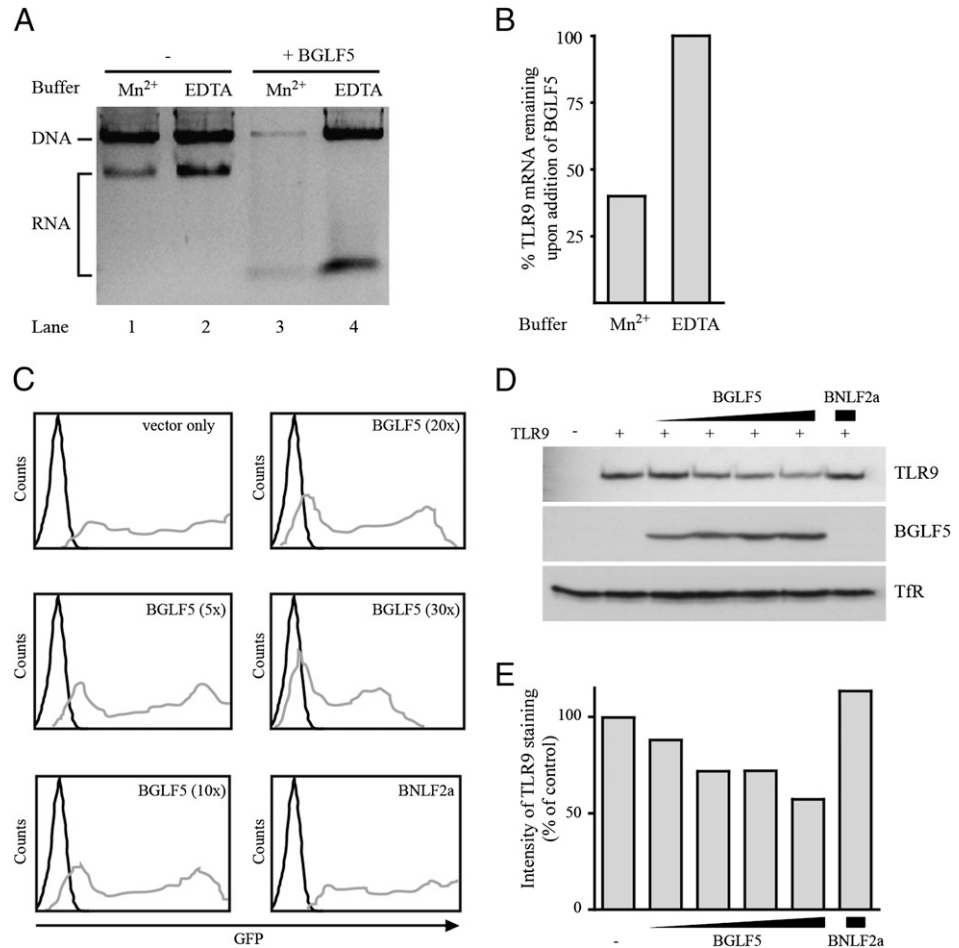 A
- + BGLF5
Buffer Mn2+ EDTA Mn2+ EDTA
DNA
RNA
Lane 1 2 3 4
B
% TLR9 mRNA remaining
upon addition of BGLF5
100
75
50
25
Buffer Mn2+ EDTA
C
Counts vector only
Counts BGLF5 (20x)
Counts BGLF5 (5x)
Counts BGLF5 (30x)
Counts BGLF5 (10x)
Counts BNLF2a
GFP
D
BGLF5 BNLF2a
TLR9 - + + + + + +
TLR9
BGLF5
TfR
E
Intensity of TLR9 staining
(% of control)
100
50
0
- BGLF5 BNLF2a